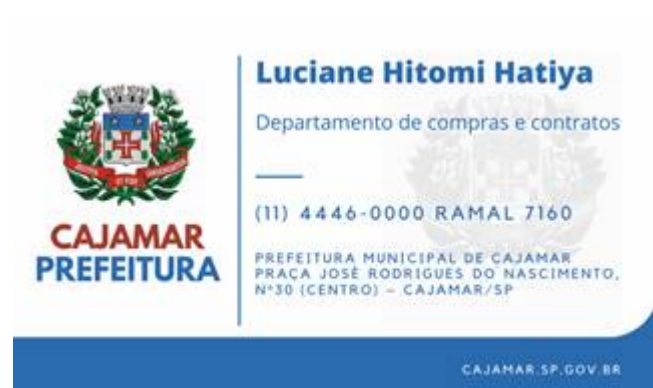 CAJAMAR
PREFEITURA
Luciane Hitomi Hatiya
Departamento de compras e contratos
(11) 4446-0000 RAMAL 7160
PREFEITURA MUNICIPAL DE CAJAMAR
PRAÇA JOSÉ RODRIGUES DO NASCIMENTO,
N°30 (CENTRO) – CAJAMAR/SP
CAJAMAR.SP.GOV.BR